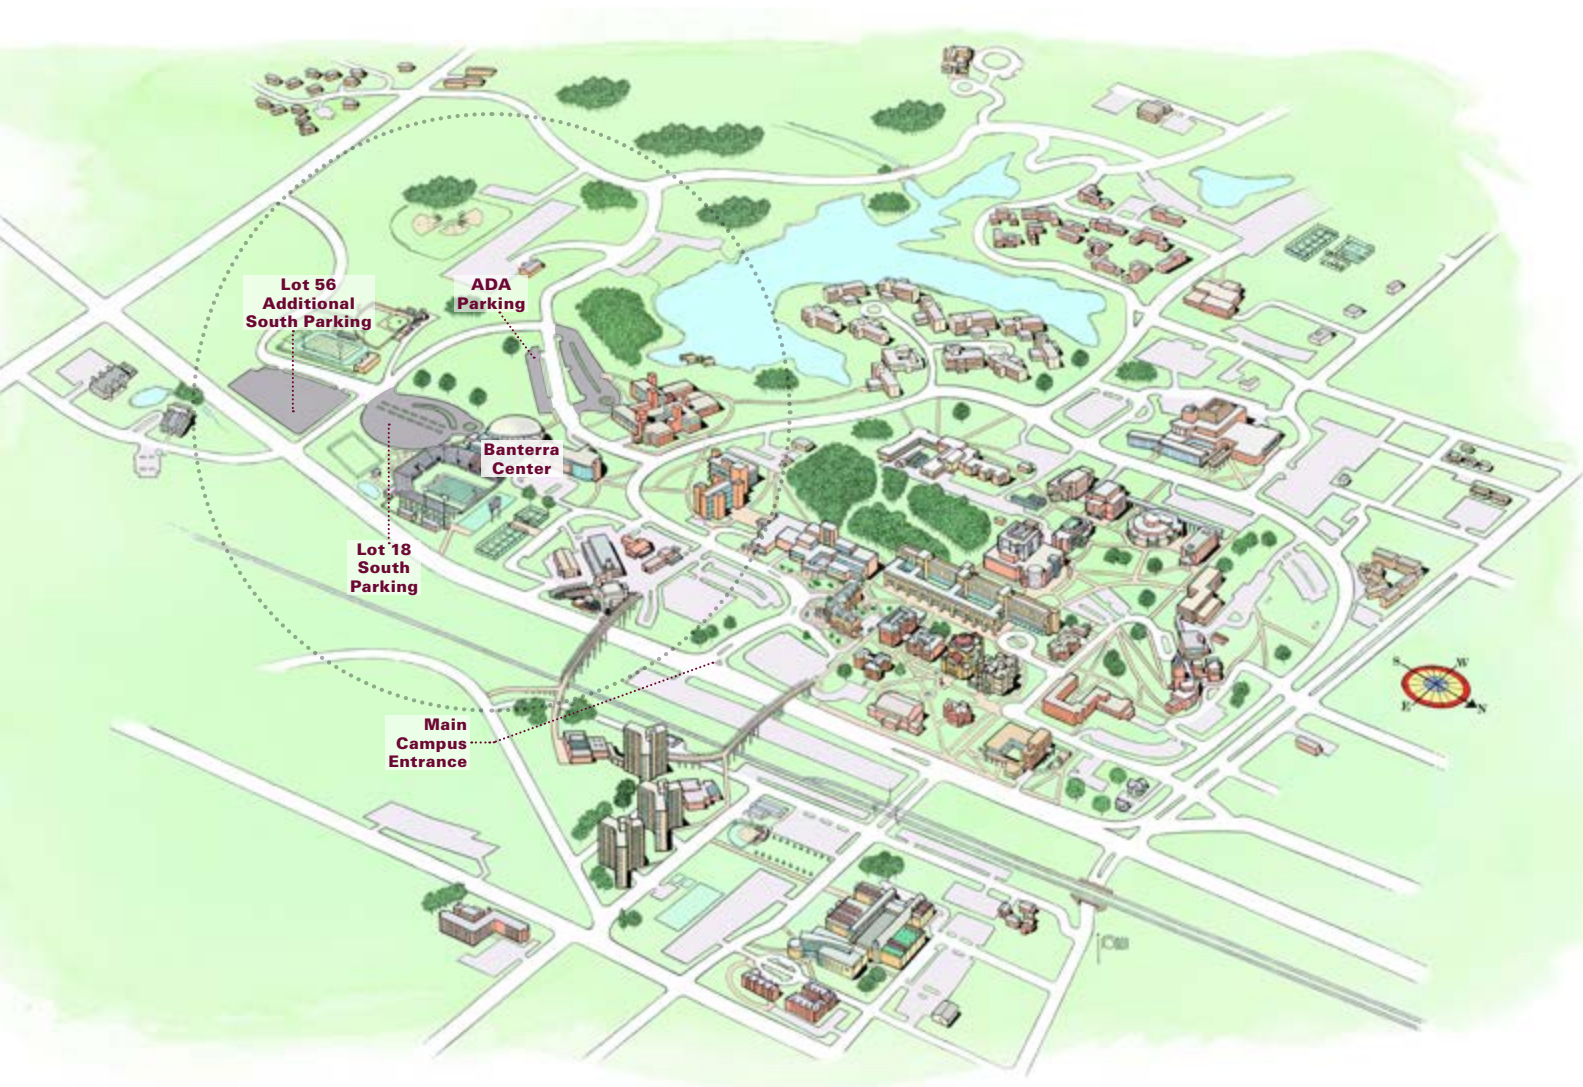 Lot 56
Additional
South Parking
ADA
Parking
Banterra
Center
Lot 18
South
Parking
Main
Campus
Entrance
S
W
E
N